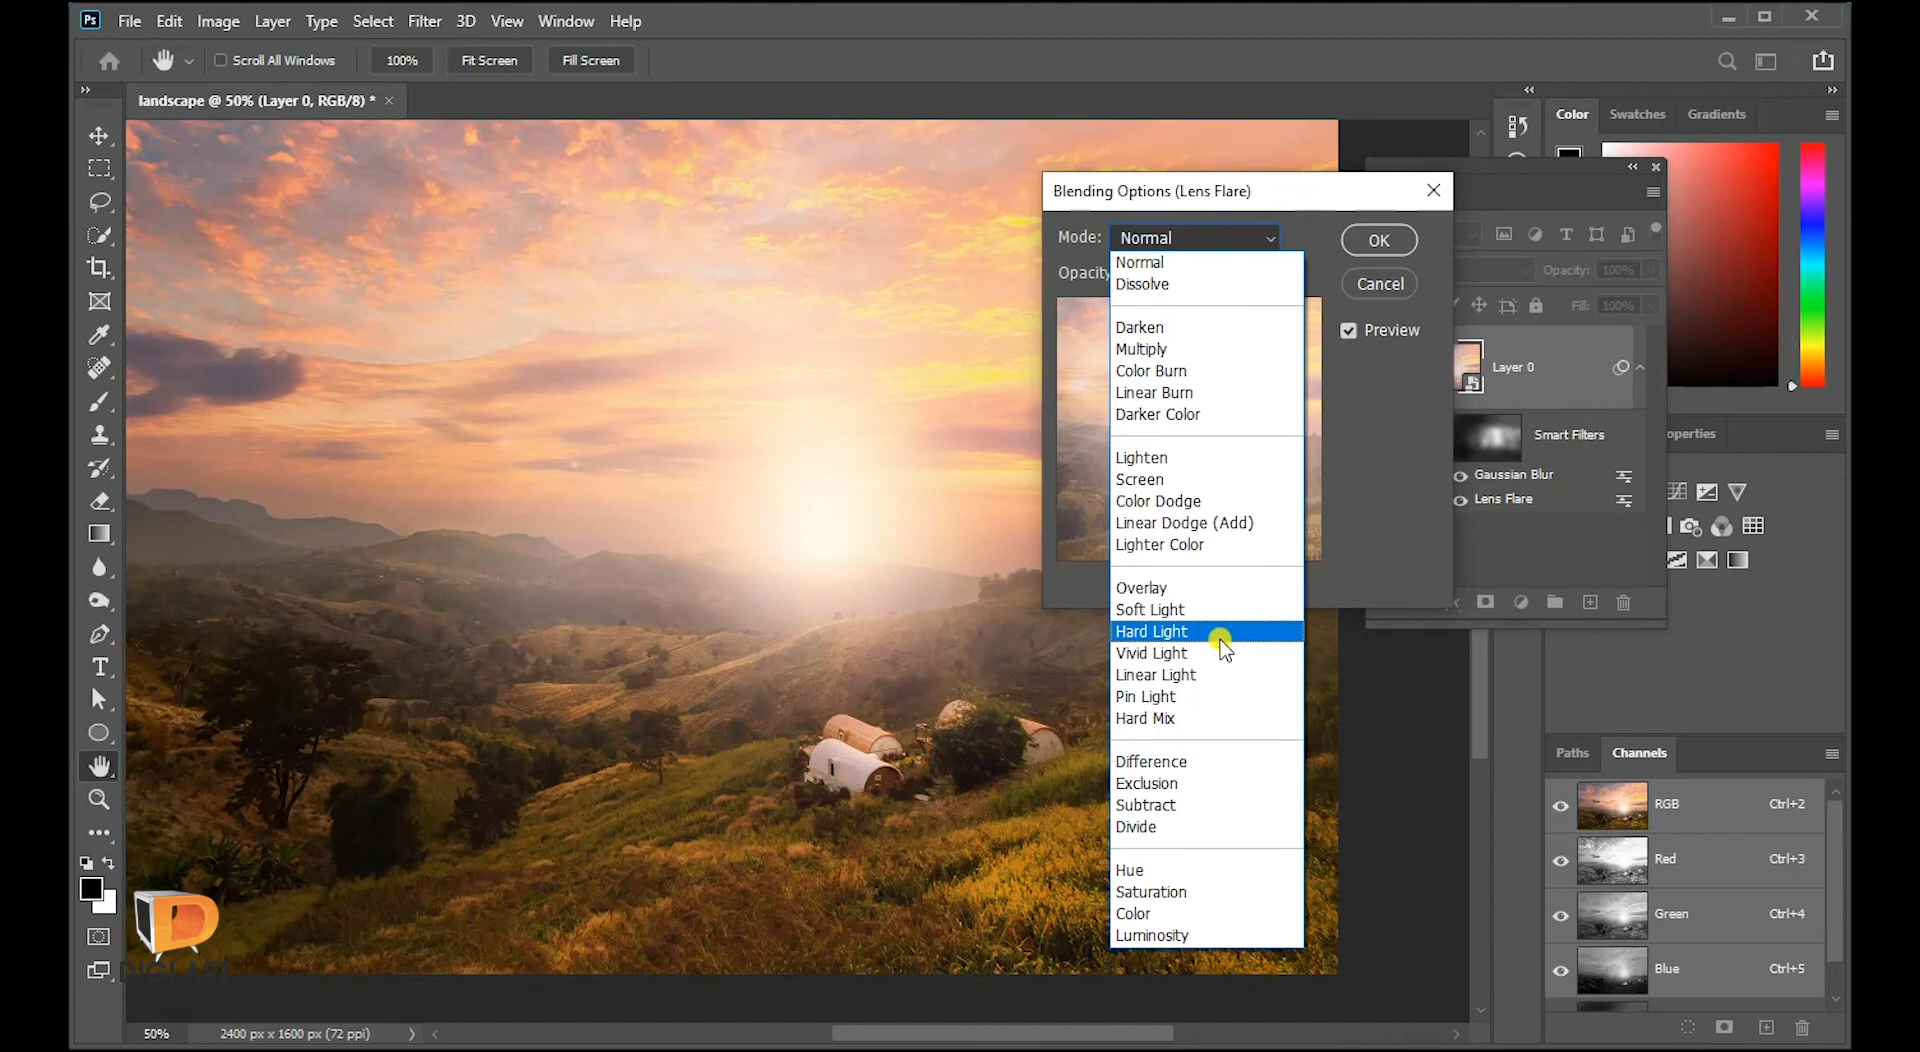 Ps File Edit Image Layer Type Select Filter 3D View Window Help
Scroll All Windows 100% Fit Screen Fill Screen
landscape @ 50% (Layer 0, RGB/8) *
Color Swatches Gradients
Blending Options (Lens Flare)
Mode: Normal
OK
Opacity
Cancel
Preview
Normal
Dissolve
Darken
Multiply
Color Burn
Linear Burn
Darker Color
Lighten
Screen
Color Dodge
Linear Dodge (Add)
Lighter Color
Overlay
Soft Light
Hard Light
Vivid Light
Linear Light
Pin Light
Hard Mix
Difference
Exclusion
Subtract
Divide
Hue
Saturation
Color
Luminosity
Opacity: 100%
Fill: 100%
Layer 0
Smart Filters
Gaussian Blur
Lens Flare
operties
Paths Channels
RGB Ctrl+2
Red Ctrl+3
Green Ctrl+4
Blue Ctrl+5
50% 2400 px x 1600 px (72 ppi)